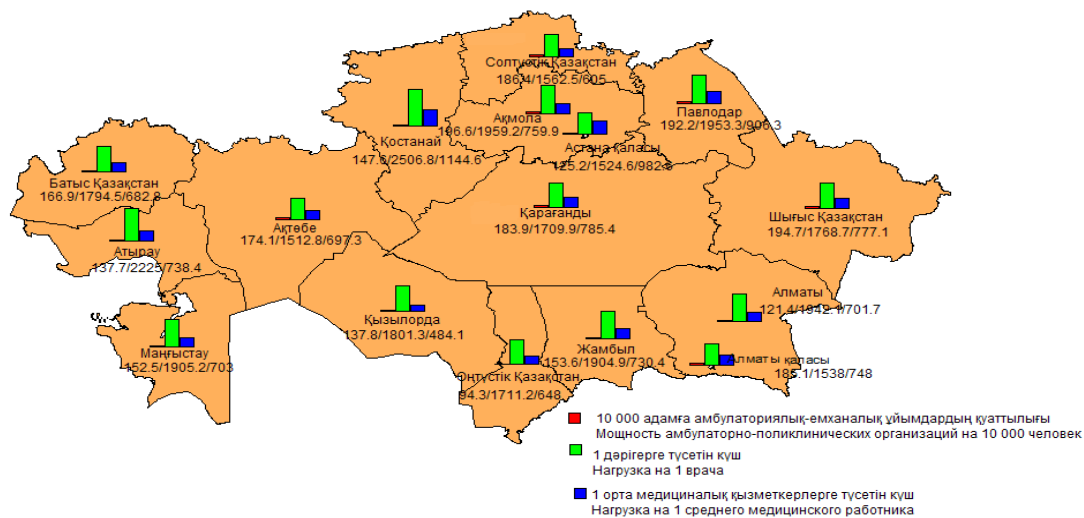 Солтүстік Қазақстан
186.4/1562.5/605
Ақмола
196.6/1959.2/759.9
Павлодар
192.2/1953.3/906.3
Қостанай
147.6/2506.8/1144.6
Астана қаласы
125.2/1524.6/982.8
Батыс Қазақстан
166.9/1794.5/682.8
Ақтөбе
174.1/1512.8/697.3
Қарағанды
183.9/1709.9/785.4
Шығыс Қазақстан
194.7/1768.7/777.1
Атырау
137.7/2225/738.4
Қызылорда
137.8/1801.3/484.1
Алматы
121.4/1942.1/701.7
Маңғыстау
152.5/1905.2/703
Жамбыл
153.6/1904.9/730.4
Алматы қаласы
185.1/1538/748
Оңтүстік Қазақстан
94.3/1711.2/648
10 000 адамға амбулаториялық-емханалық ұйымдардың қуаттылығы
Мощность амбулаторно-поликлинических организаций на 10 000 человек
1 дәрігерге түсетін күш
Нагрузка на 1 врача
1 орта медициналық қызметкерлерге түсетін күш
Нагрузка на 1 среднего медицинского работника